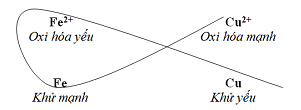 Fe²⁺ Cu²⁺
Oxi hóa yếu Oxi hóa mạnh
Fe Cu
Khử mạnh Khử yếu